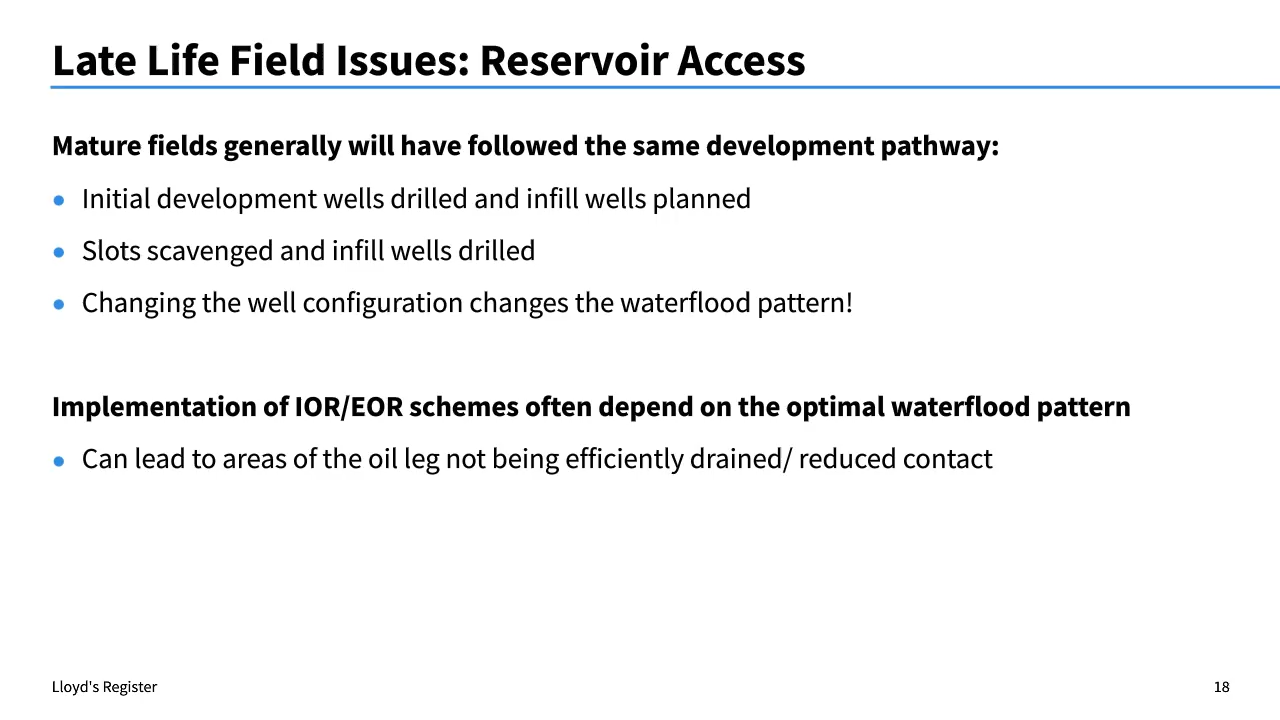 Late Life Field Issues: Reservoir Access
Mature fields generally will have followed the same development pathway:
• Initial development wells drilled and infill wells planned
• Slots scavenged and infill wells drilled
• Changing the well configuration changes the waterflood pattern!
Implementation of IOR/EOR schemes often depend on the optimal waterflood pattern
• Can lead to areas of the oil leg not being efficiently drained/ reduced contact
Lloyd's Register
18